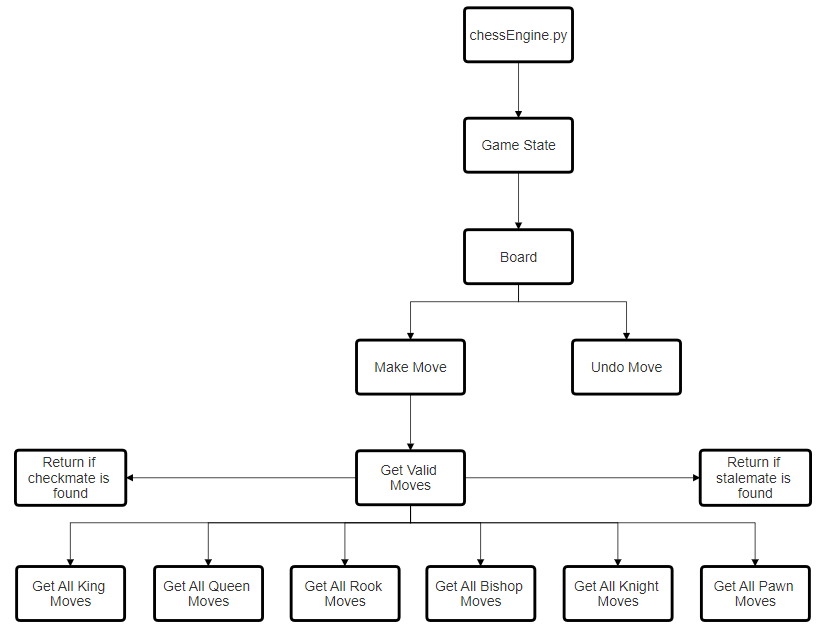 chessEngine.py
Game State
Board
Make Move
Undo Move
Return if
checkmate is
found
Get Valid
Moves
Return if
stalemate is
found
Get All King
Moves
Get All Queen
Moves
Get All Rook
Moves
Get All Bishop
Moves
Get All Knight
Moves
Get All Pawn
Moves